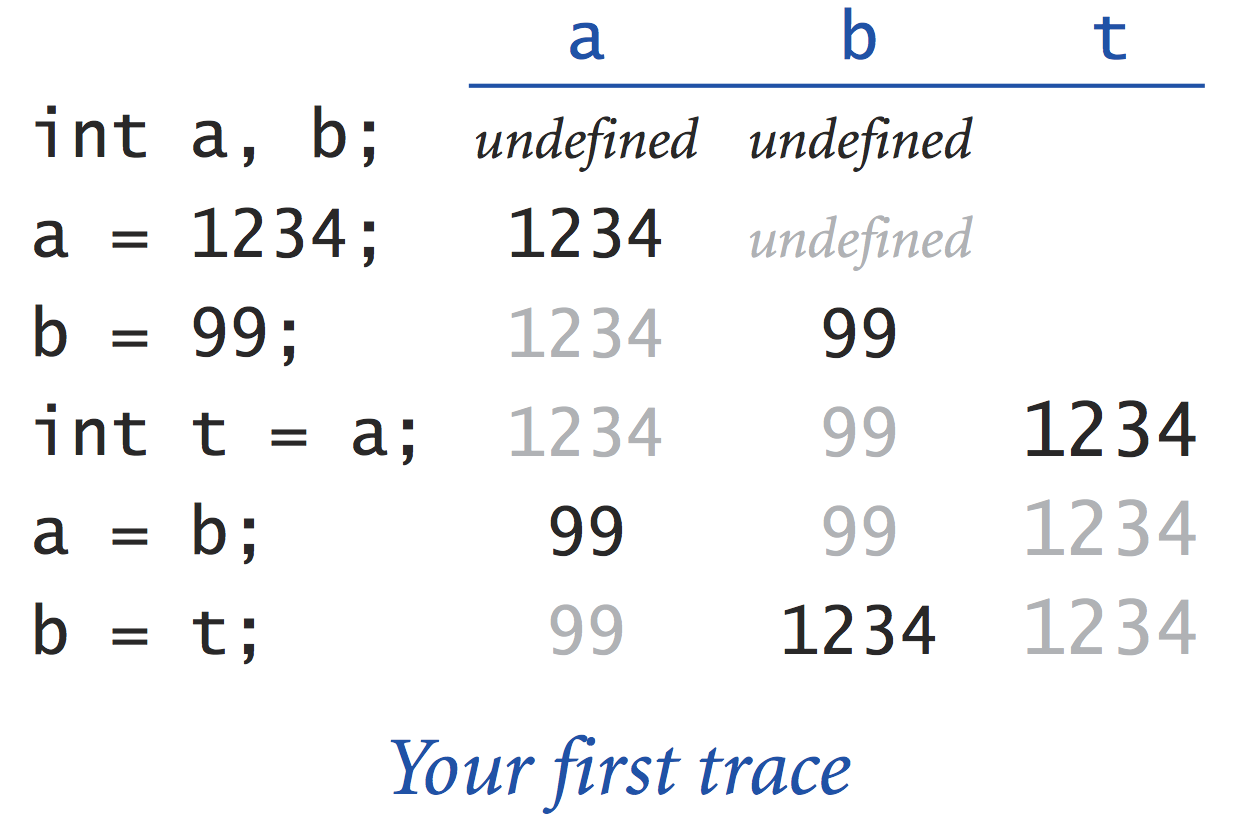 a b t
int a, b; undefined undefined
a = 1234; 1234 undefined
b = 99; 1234 99
int t = a; 1234 99 1234
a = b; 99 99 1234
b = t; 99 1234 1234
Your first trace